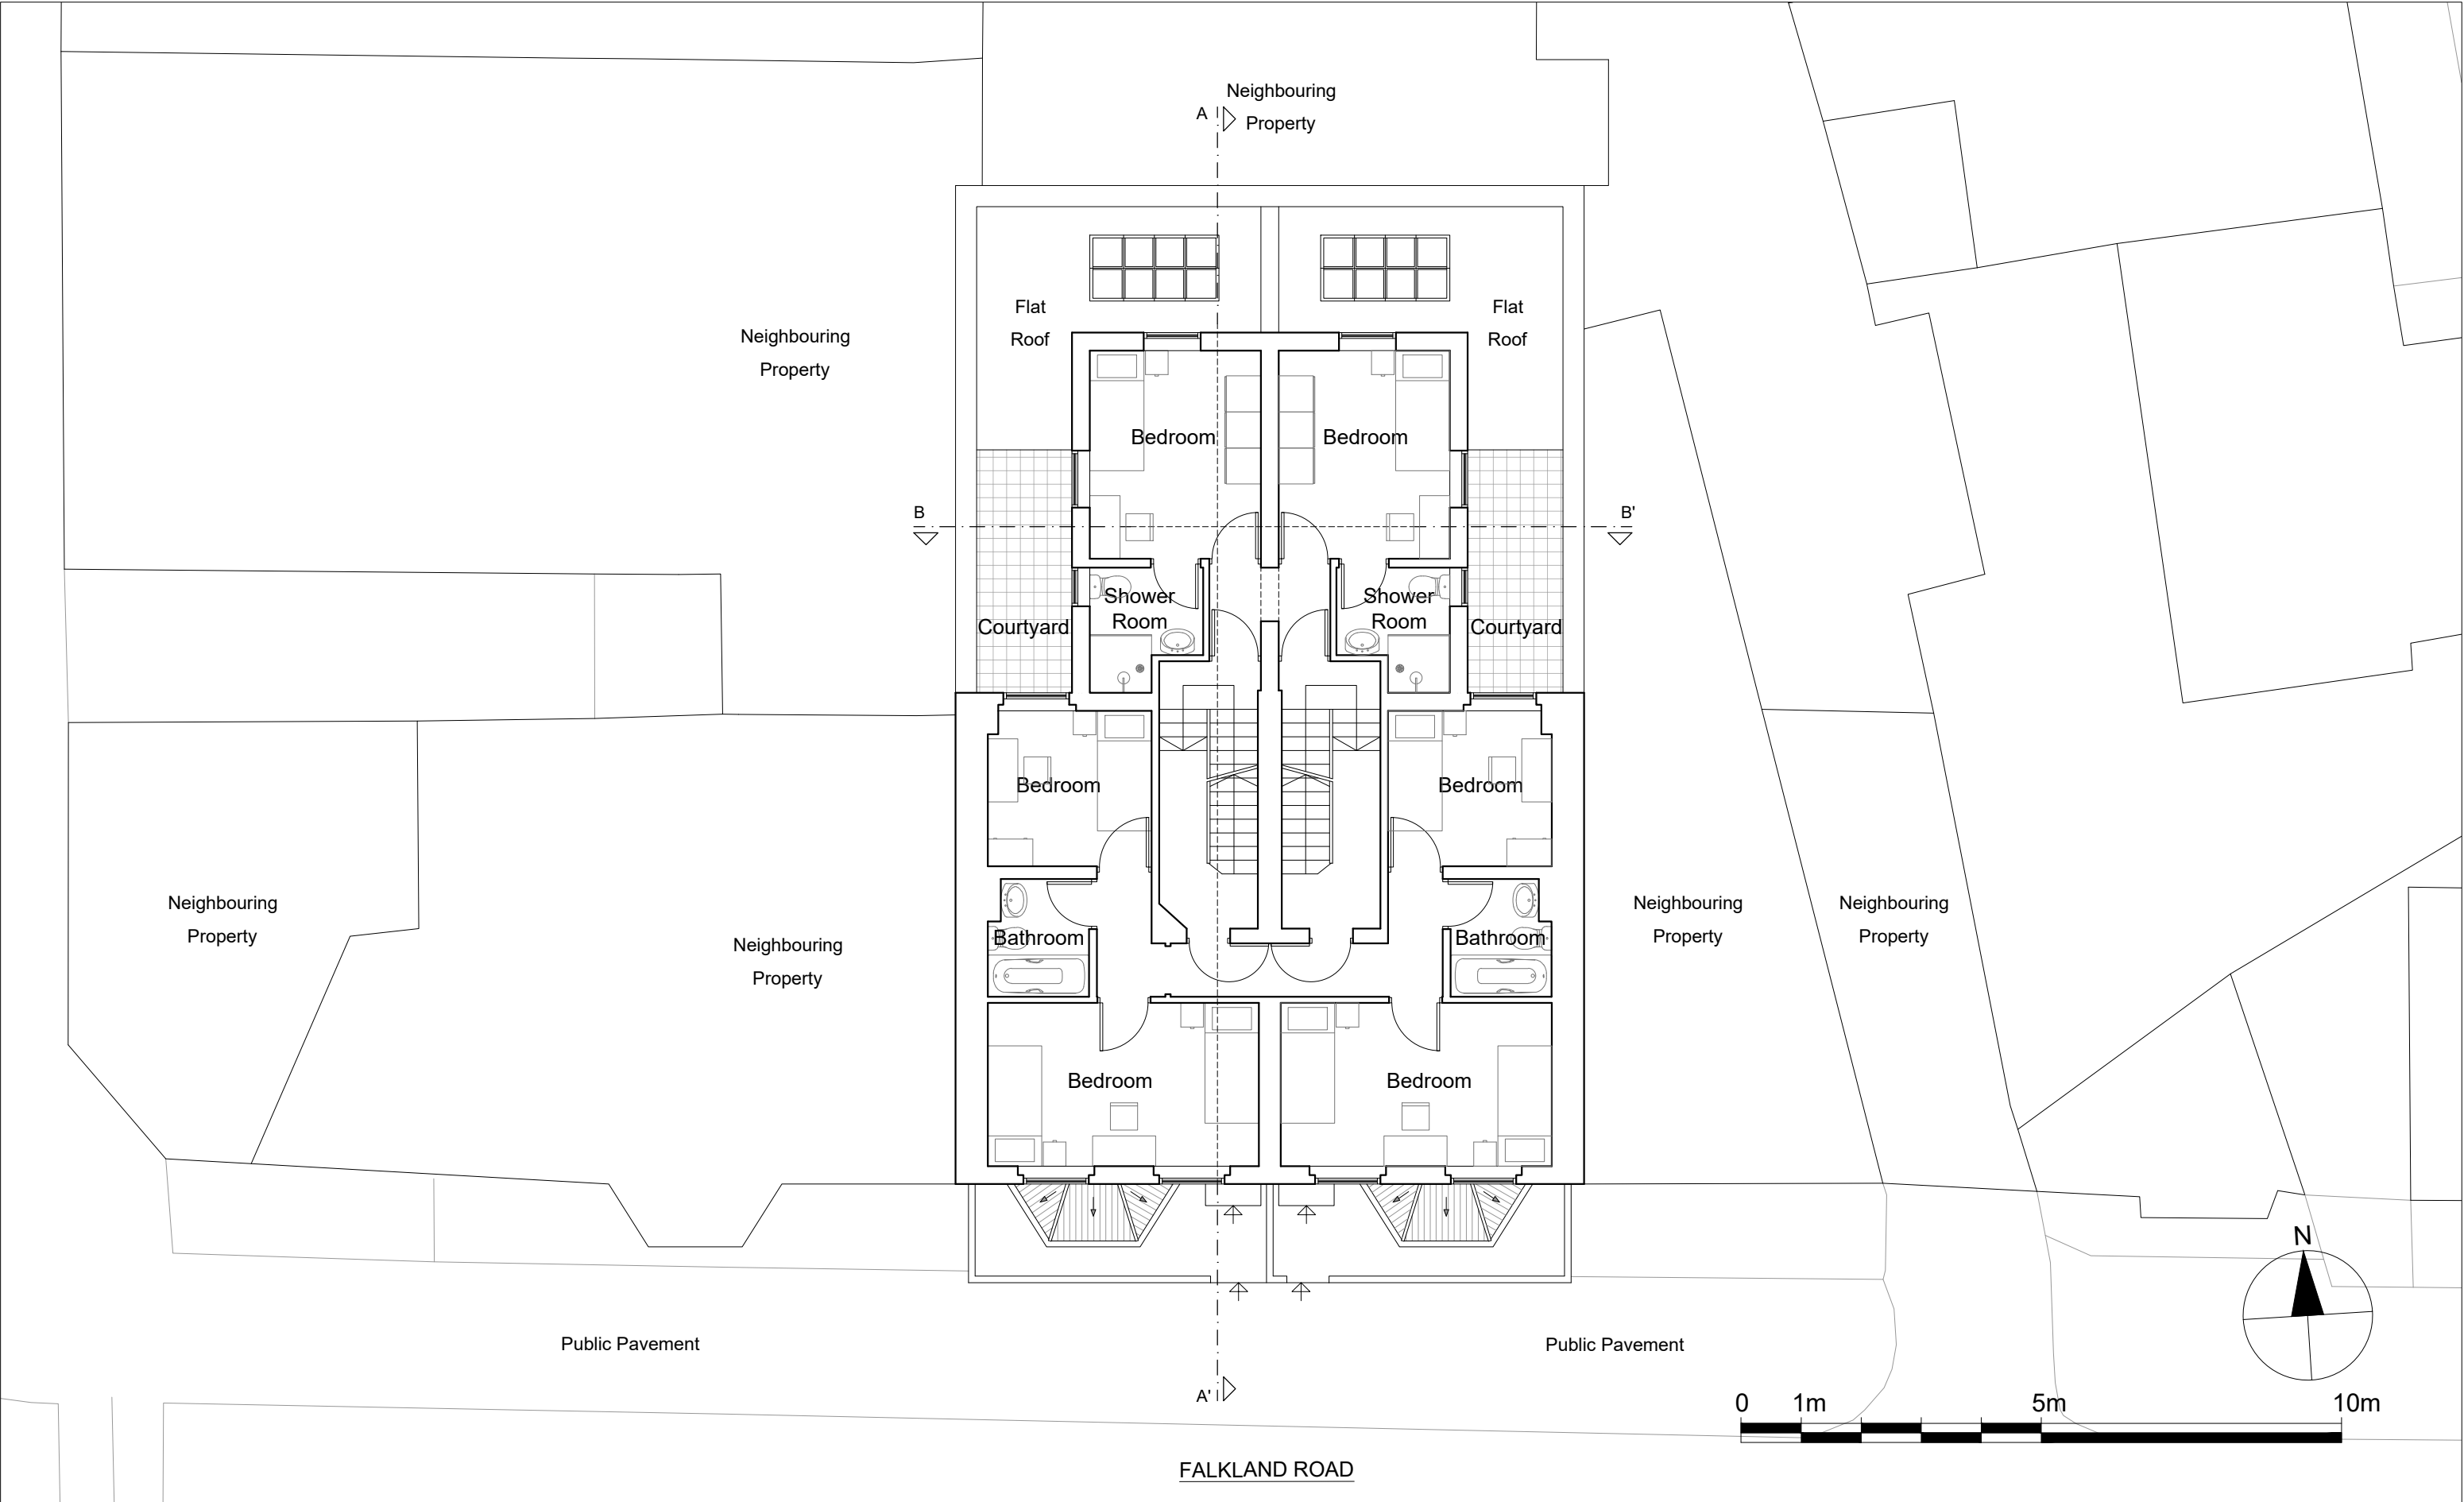 Neighbouring
Property
A
Flat
Roof
Flat
Roof
Neighbouring
Property
Bedroom
Bedroom
B
B'
Shower
Room
Shower
Room
Courtyard
Courtyard
Bedroom
Bedroom
Neighbouring
Property
Neighbouring
Property
Bathroom
Bathroom
Neighbouring
Property
Neighbouring
Property
Bedroom
Bedroom
N
Public Pavement
Public Pavement
A'
0 1m 5m 10m
FALKLAND ROAD